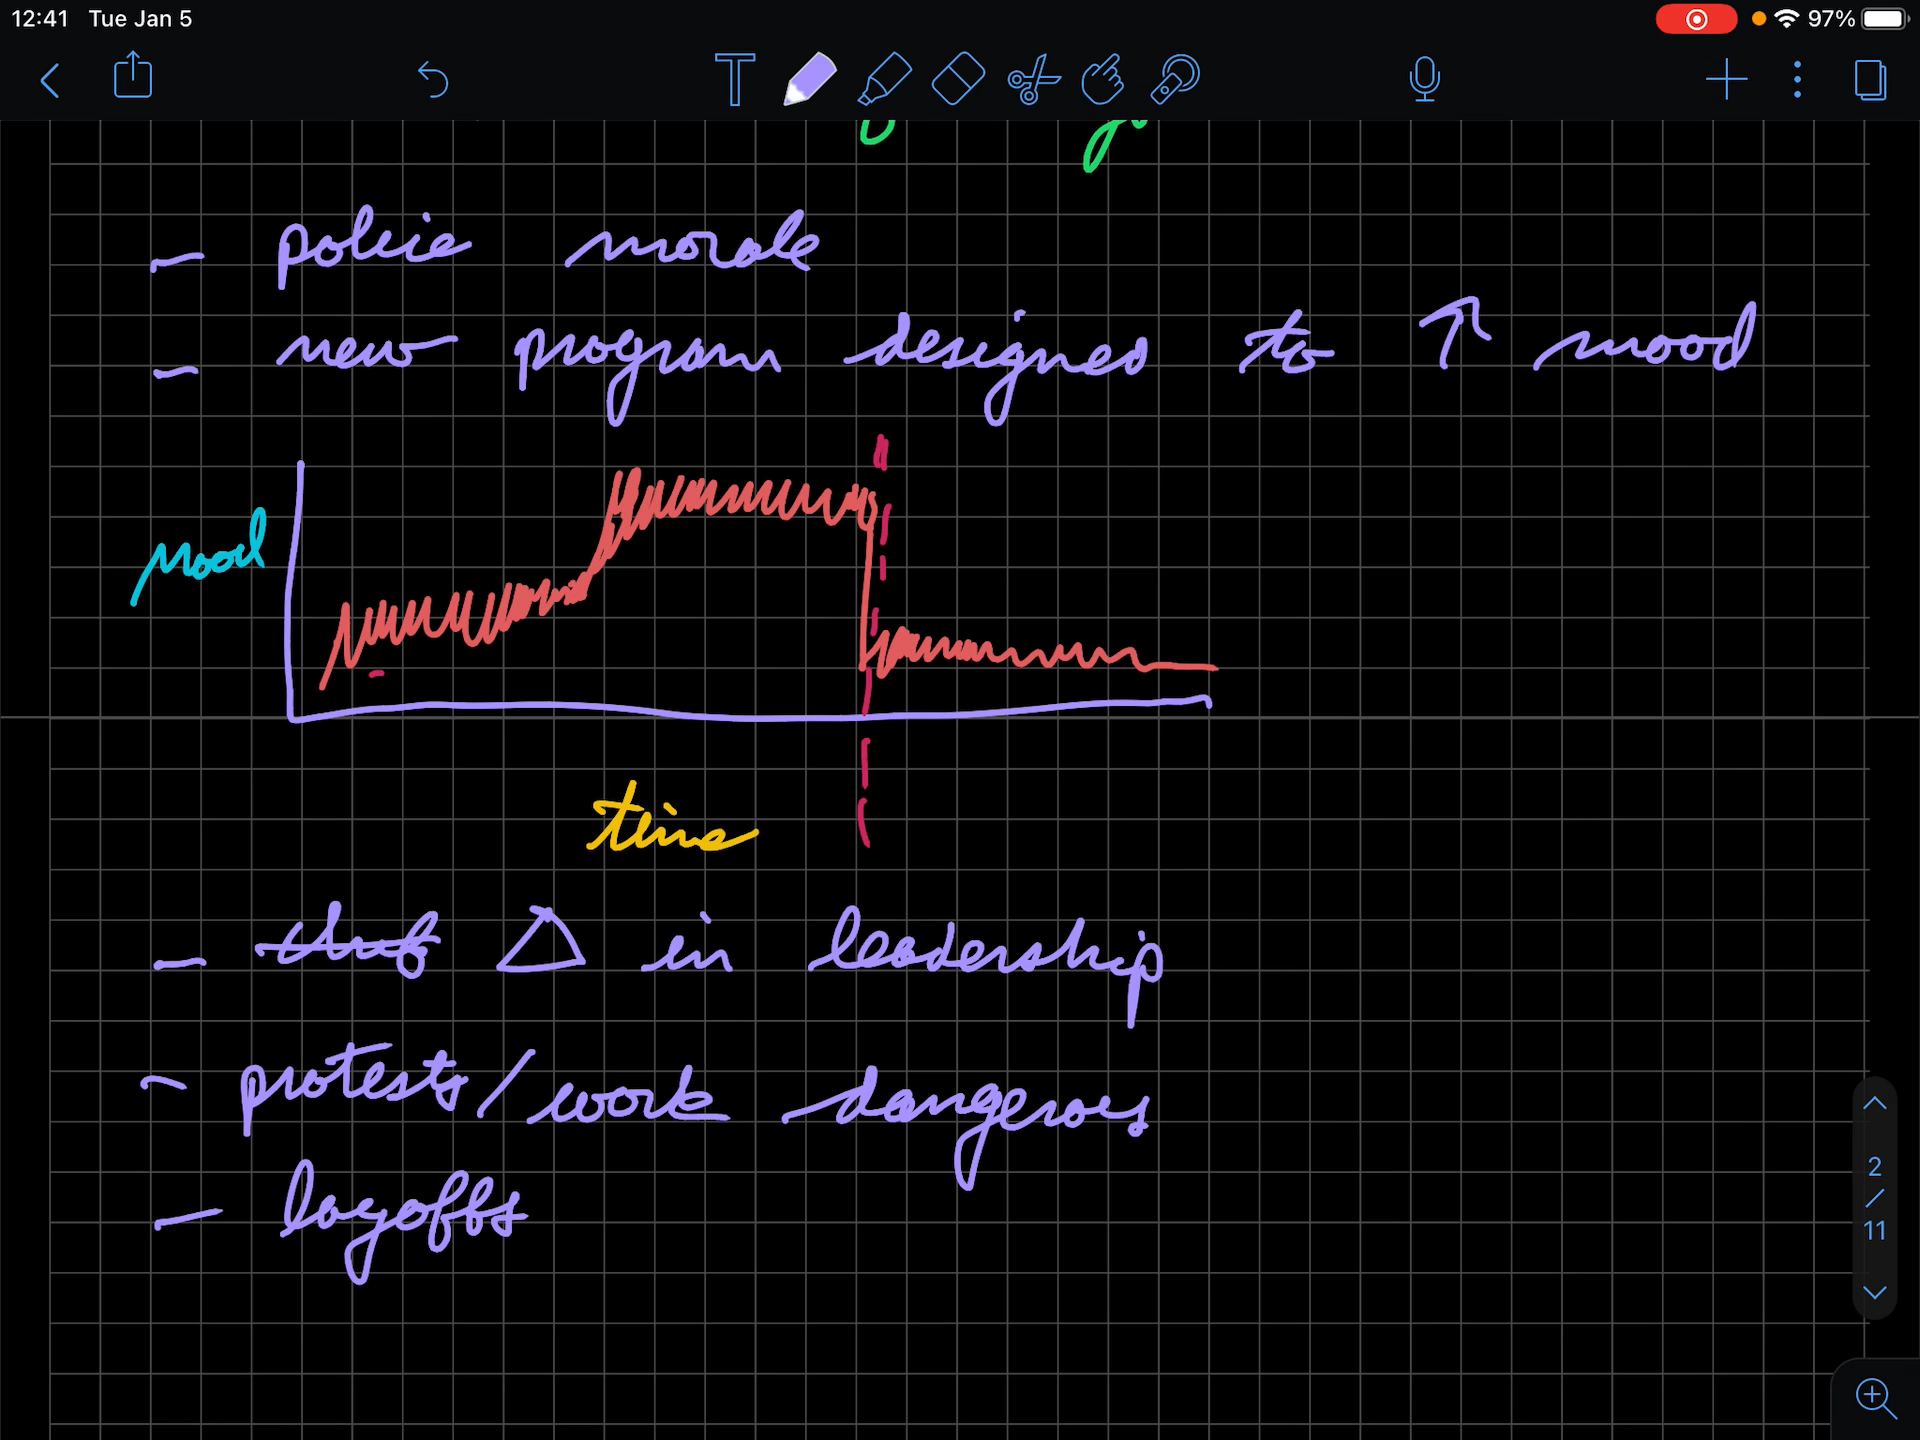 12:41 Tue Jan 5 97%
- police morale
- new program designed to ↑ mood
mood
time
- Δ in leadership
- protests/work dangerous
- layoffs
2
/
11